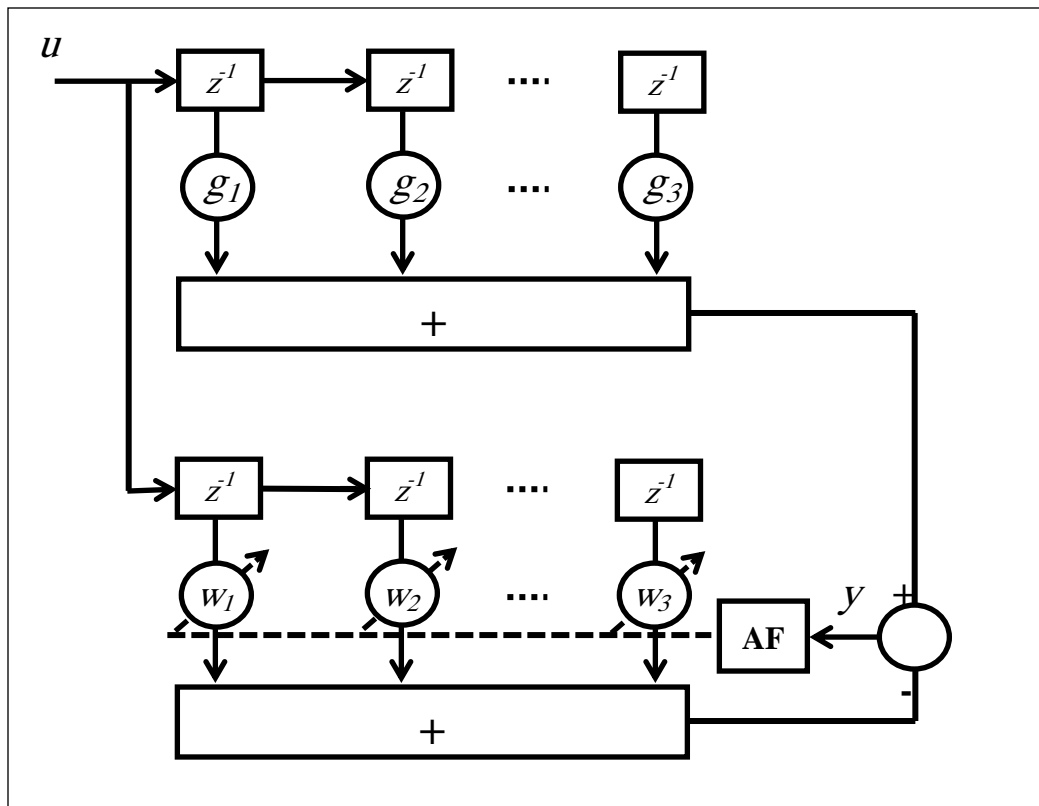 u
z⁻¹ z⁻¹ .... z⁻¹
g₁ g₂ .... g₃
+
z⁻¹ z⁻¹ .... z⁻¹
w₁ w₂ .... w₃
AF y +
-
+